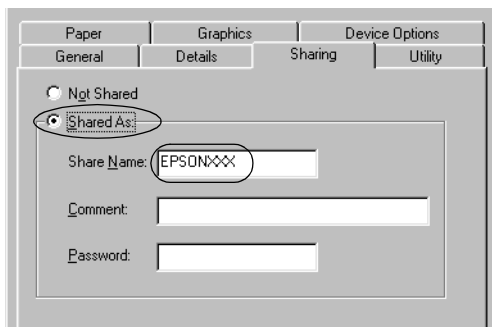 Paper Graphics Device Options
General Details Sharing Utility
Not Shared
Shared As:
Share Name: EPSONXXX
Comment:
Password: